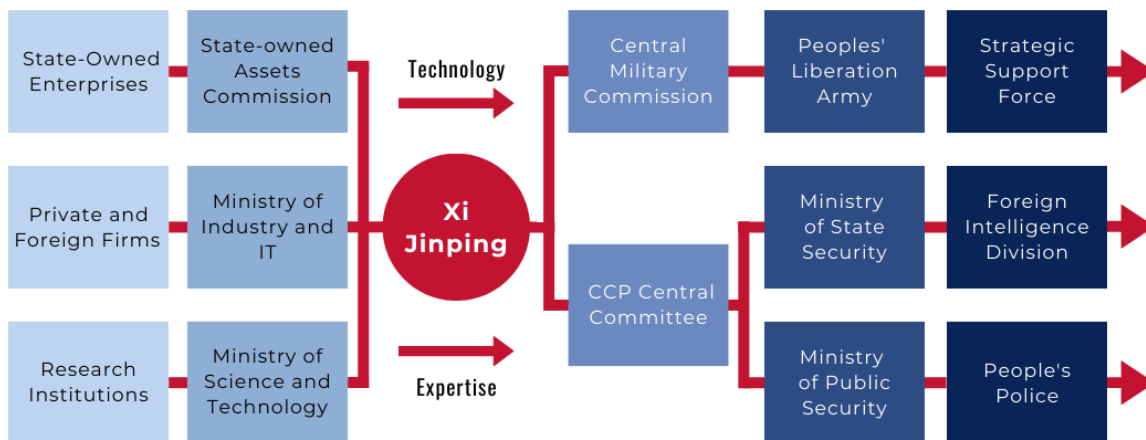 State-Owned
Enterprises
State-owned
Assets
Commission
Technology
Central
Military
Commission
Peoples'
Liberation
Army
Strategic
Support
Force
Private and
Foreign Firms
Ministry of
Industry and
IT
Xi
Jinping
Ministry
of State
Security
Foreign
Intelligence
Division
CCP Central
Committee
Research
Institutions
Ministry of
Science and
Technology
Expertise
Ministry
of Public
Security
People's
Police